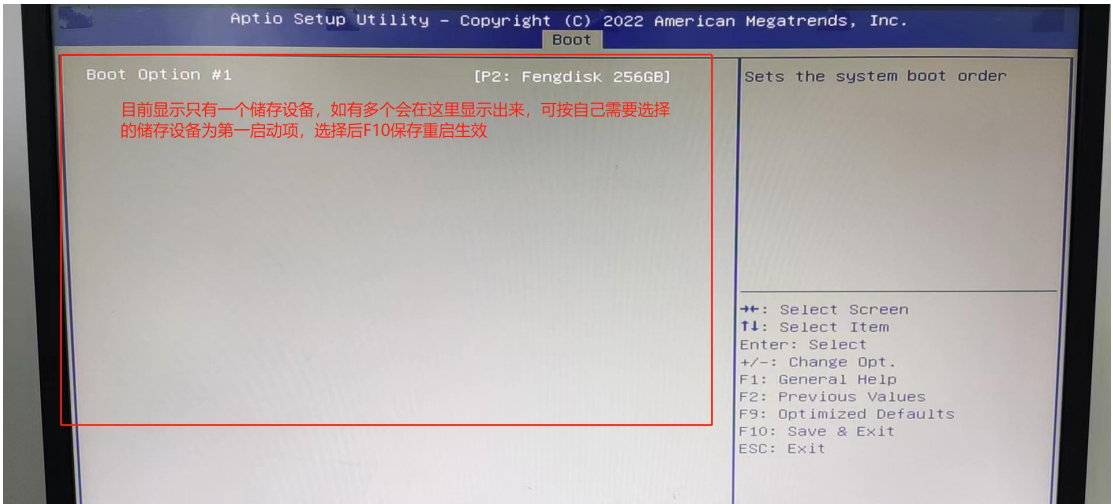 Aptio Setup Utility – Copyright (C) 2022 American Megatrends, Inc.
Boot
Boot Option #1 [P2: Fengdisk 256GB]
目前显示只有一个储存设备，如有多个会在这里显示出来，可按自己需要选择
的储存设备为第一启动项，选择后F10保存重启生效
Sets the system boot order
→←: Select Screen
↑↓: Select Item
Enter: Select
+/-: Change Opt.
F1: General Help
F2: Previous Values
F9: Optimized Defaults
F10: Save & Exit
ESC: Exit